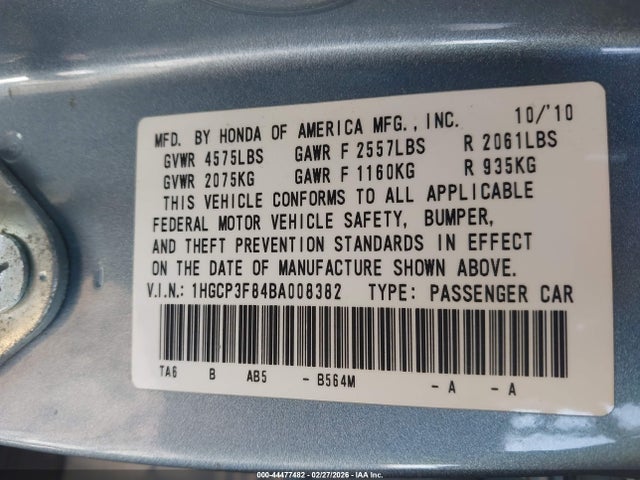 MFD. BY HONDA OF AMERICA MFG., INC. 10/'10
GVWR 4575LBS GAWR F 2557LBS R 2061LBS
GVWR 2075KG GAWR F 1160KG R 935KG
THIS VEHICLE CONFORMS TO ALL APPLICABLE
FEDERAL MOTOR VEHICLE SAFETY, BUMPER,
AND THEFT PREVENTION STANDARDS IN EFFECT
ON THE DATE OF MANUFACTURE SHOWN ABOVE.
V.I.N.: 1HGCP3F84BA008382 TYPE: PASSENGER CAR
TA6 B AB5 - B564M - A - A
000-44477482 - 02/27/2026 - IAA Inc.